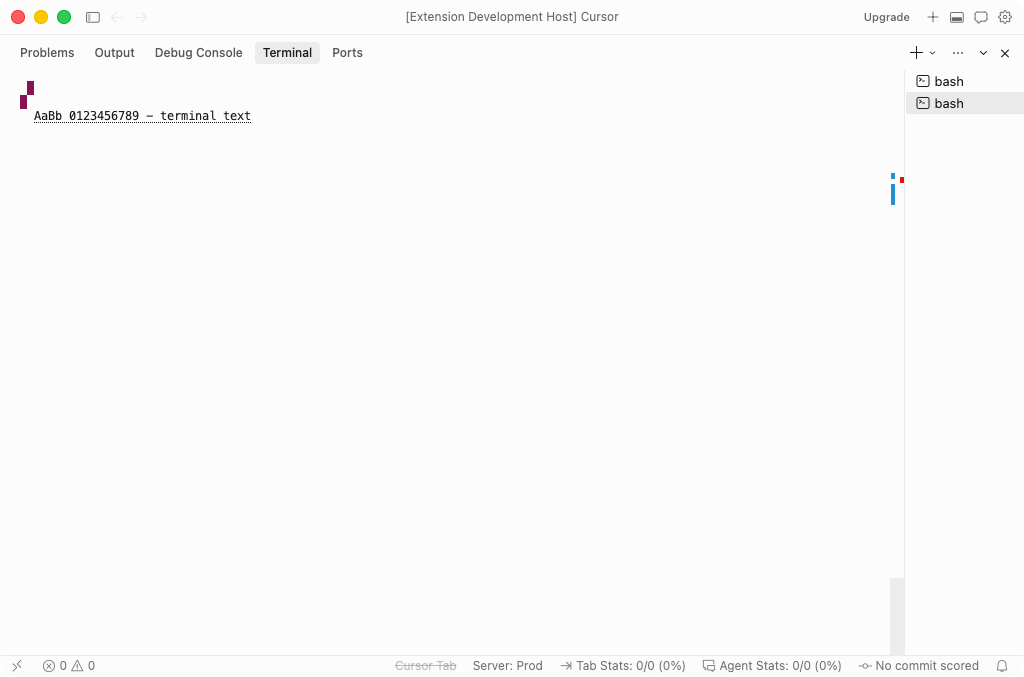 [Extension Development Host] Cursor
Upgrade
Problems Output Debug Console Terminal Ports
bash
bash
AaBb 0123456789 — terminal text
0 0 Cursor Tab Server: Prod Tab Stats: 0/0 (0%) Agent Stats: 0/0 (0%) No commit scored